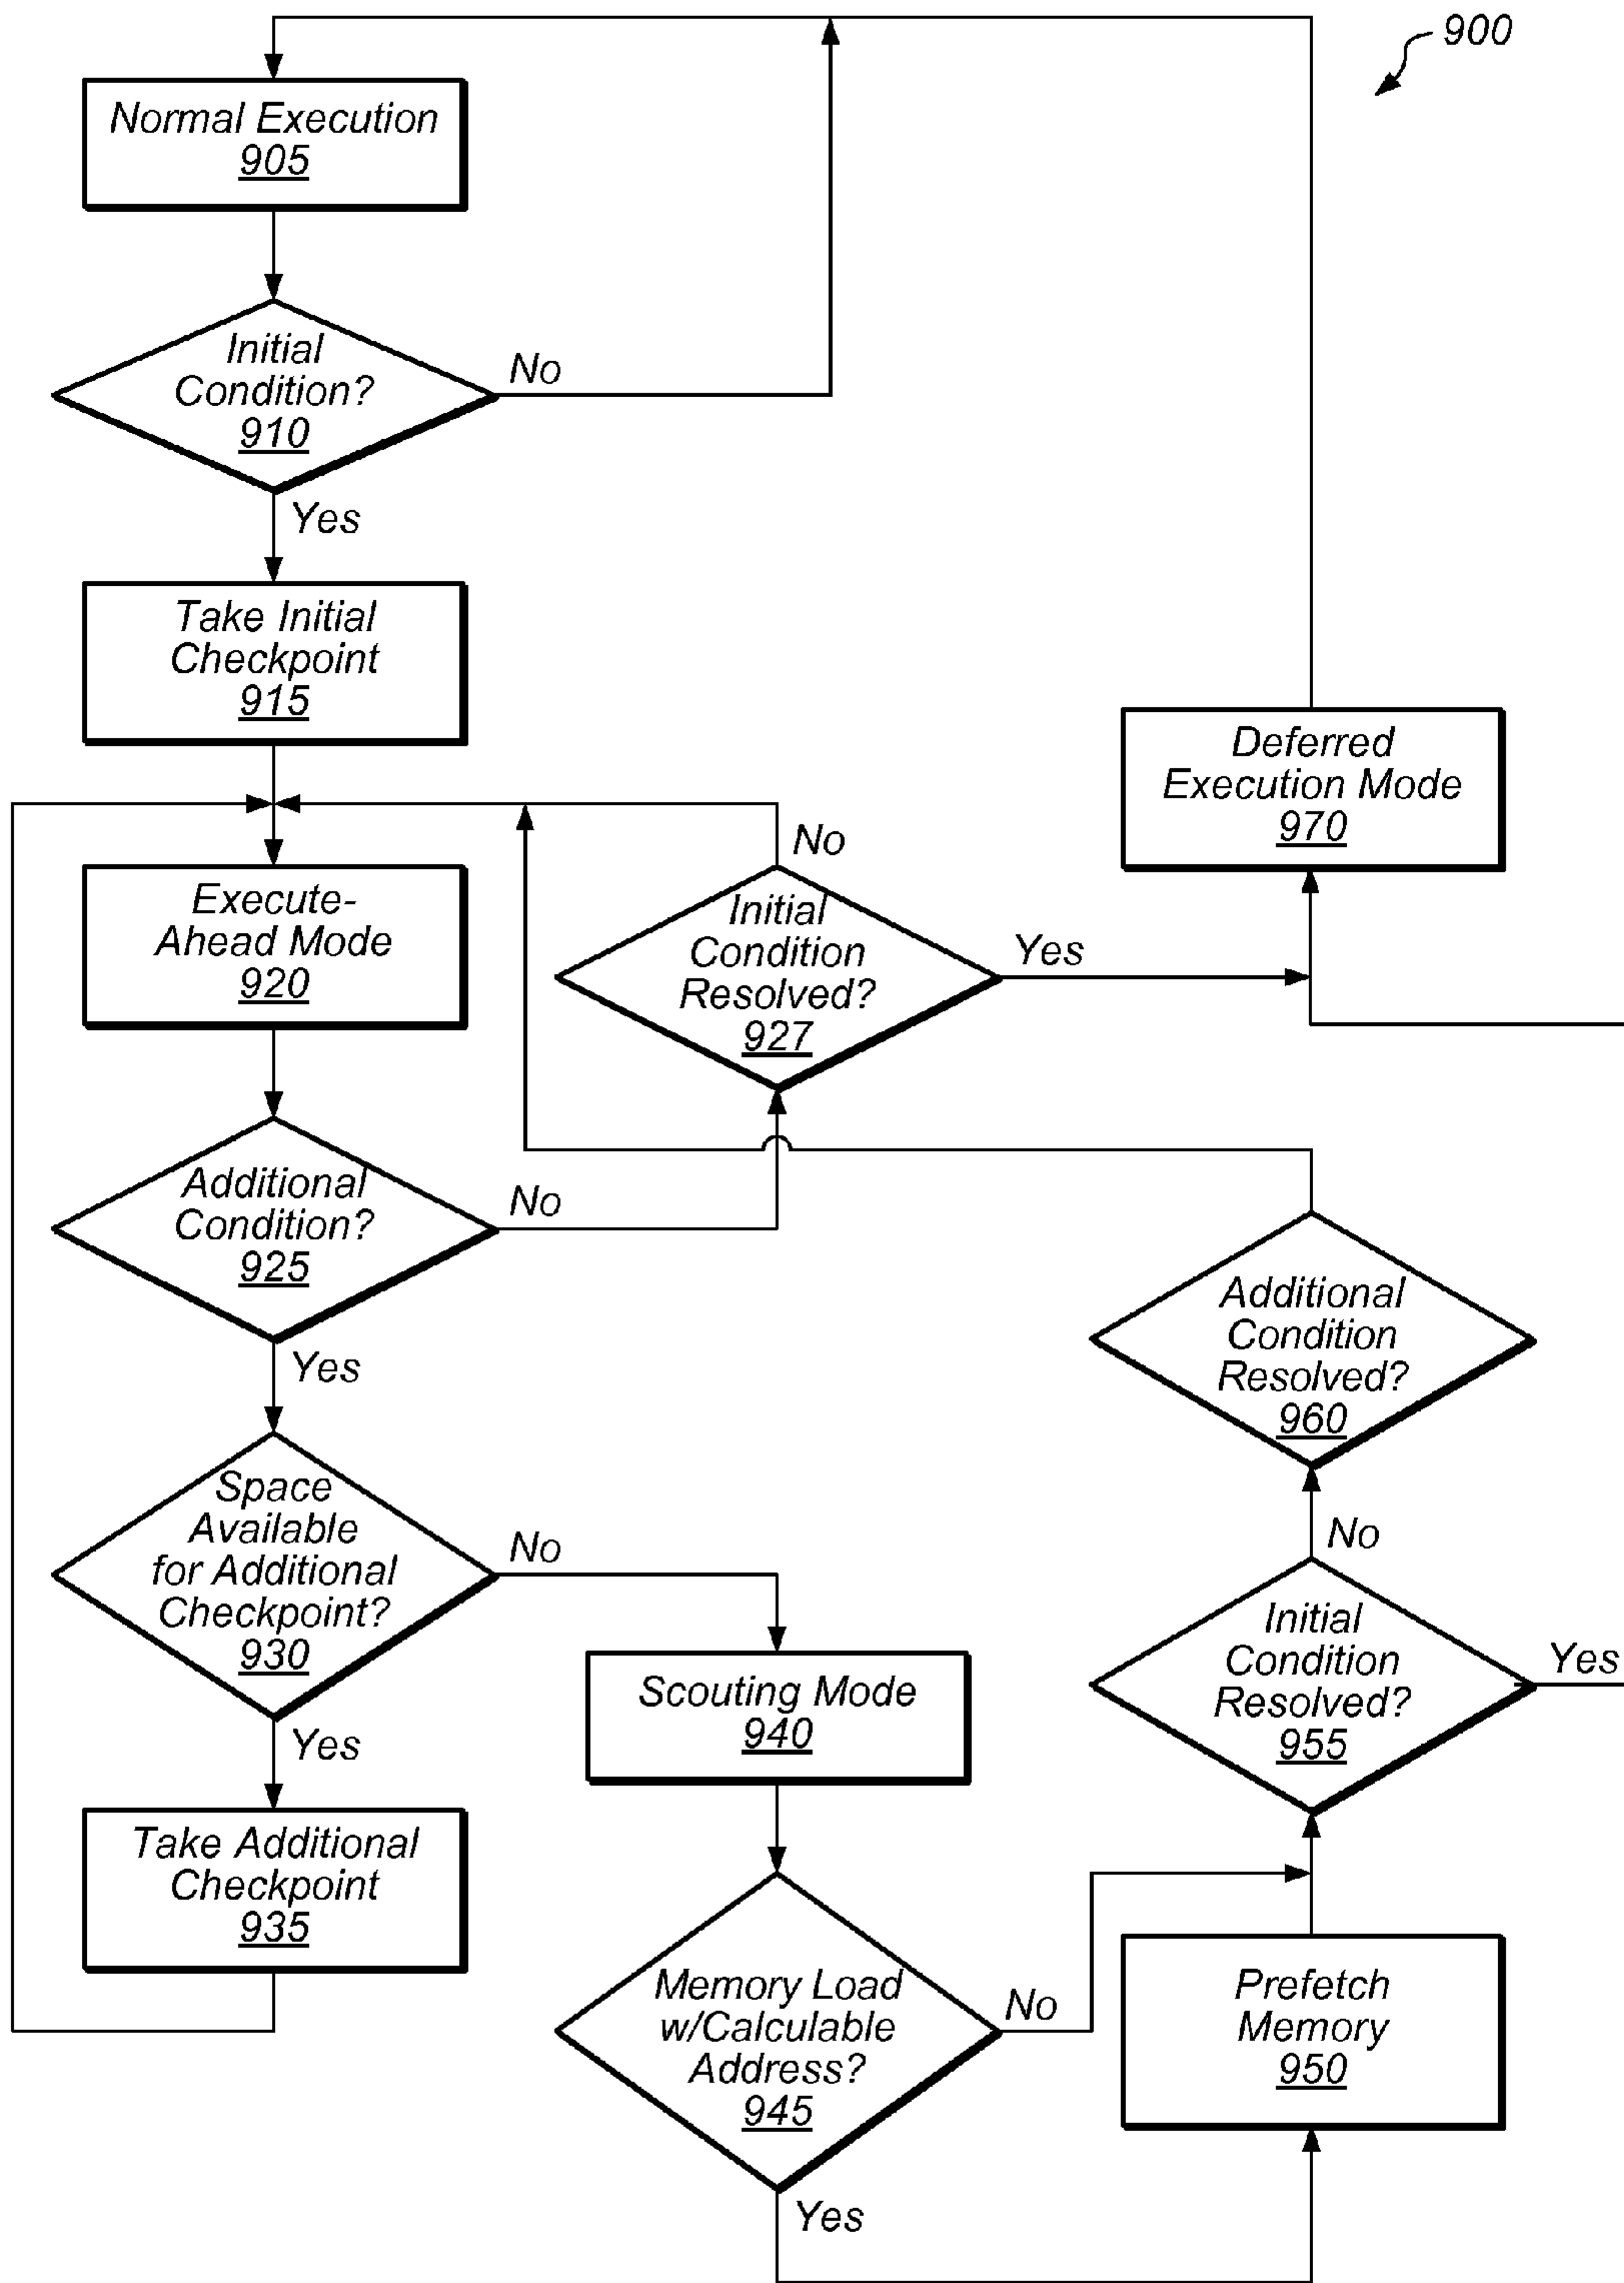 900
Normal Execution
905
Initial
Condition?
910
No
Yes
Take Initial
Checkpoint
915
Deferred
Execution Mode
970
No
Execute-
Ahead Mode
920
Initial
Condition
Resolved?
927
Yes
Additional
Condition?
925
No
Yes
Additional
Condition
Resolved?
960
Space
Available
for Additional
Checkpoint?
930
No
Yes
No
Initial
Condition
Resolved?
955
Yes
Scouting Mode
940
Take Additional
Checkpoint
935
Memory Load
w/Calculable
Address?
945
No
Yes
Prefetch
Memory
950